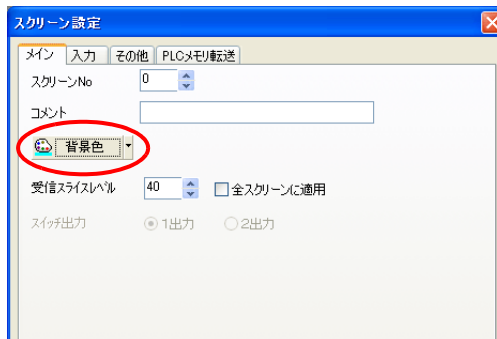 スクリーン設定
メイン 入力 その他 PLCメモリ転送
スクリーンNo 0
コメント
背景色
受信スライスレベル 40 全スクリーンに適用
スイッチ出力 1出力 2出力